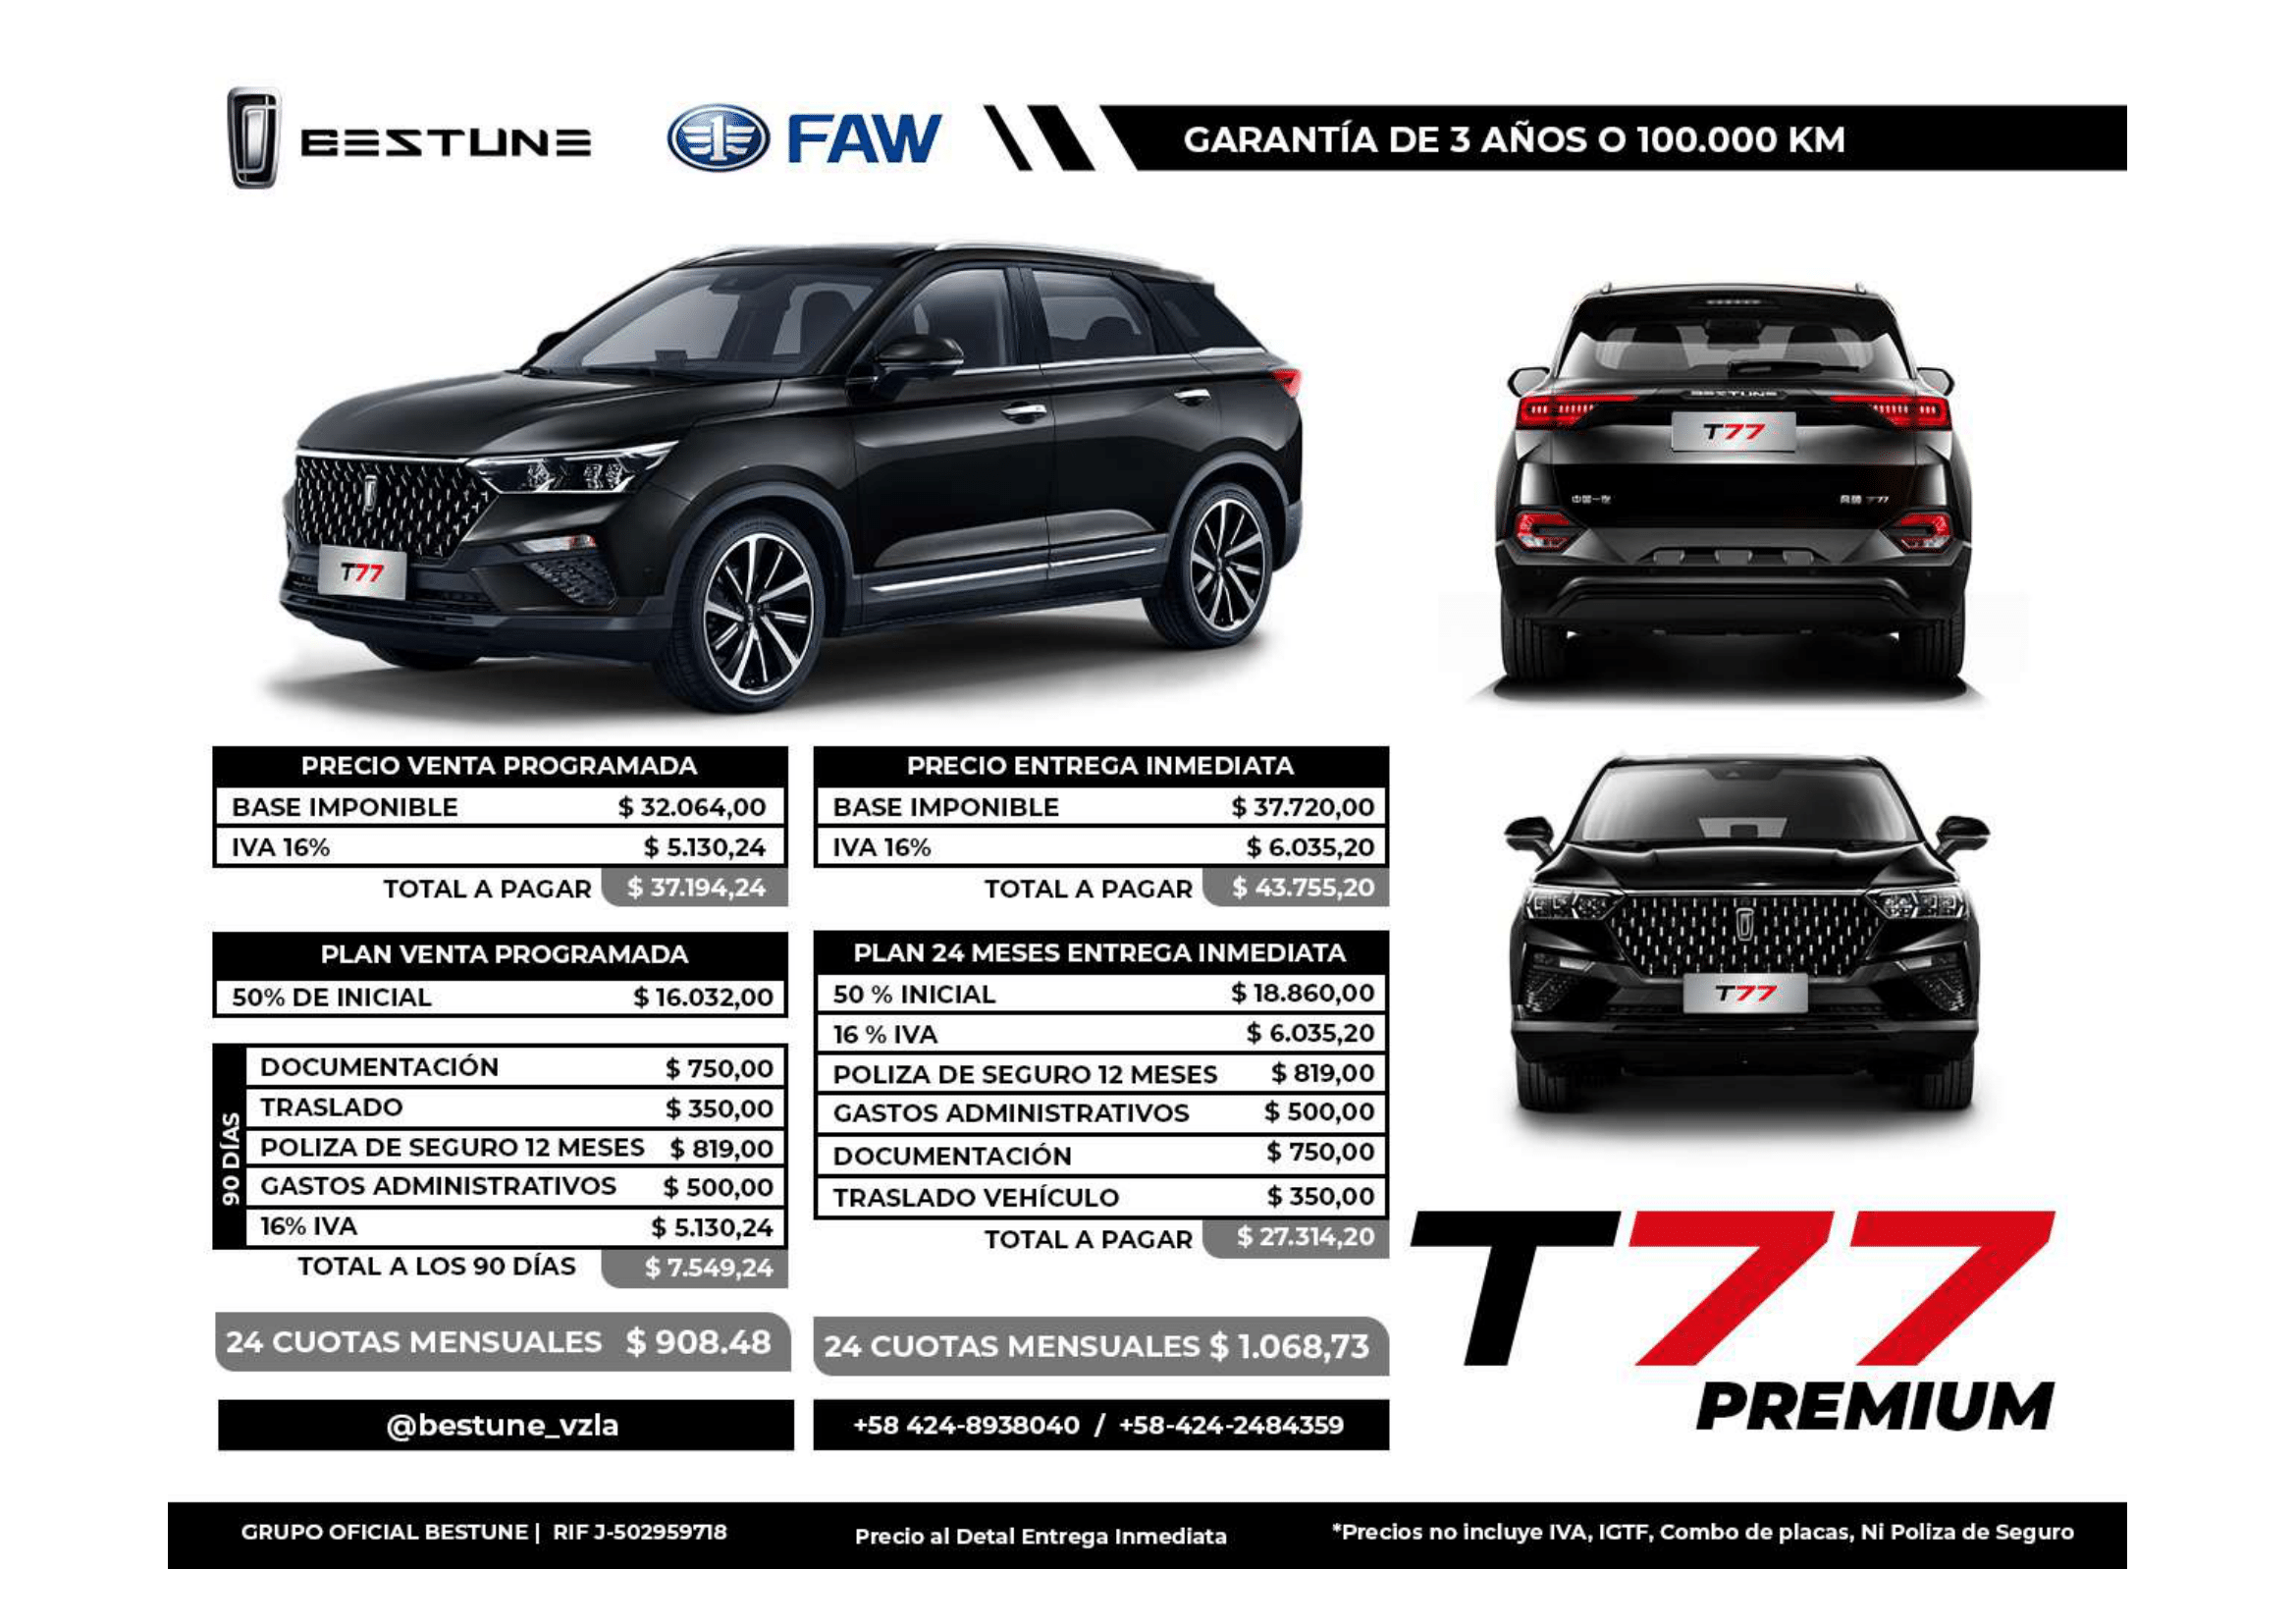 BESTUNE
FAW
GARANTÍA DE 3 AÑOS O 100.000 KM
T77
BESTUNE
T77
中国一汽
奔腾 T77
PRECIO VENTA PROGRAMADA
BASE IMPONIBLE $ 32.064,00
IVA 16% $ 5.130,24
TOTAL A PAGAR $ 37.194,24
PRECIO ENTREGA INMEDIATA
BASE IMPONIBLE $ 37.720,00
IVA 16% $ 6.035,20
TOTAL A PAGAR $ 43.755,20
T77
PLAN VENTA PROGRAMADA
50% DE INICIAL $ 16.032,00
90 DÍAS
DOCUMENTACIÓN $ 750,00
TRASLADO $ 350,00
POLIZA DE SEGURO 12 MESES $ 819,00
GASTOS ADMINISTRATIVOS $ 500,00
16% IVA $ 5.130,24
TOTAL A LOS 90 DÍAS $ 7.549,24
24 CUOTAS MENSUALES $ 908.48
PLAN 24 MESES ENTREGA INMEDIATA
50 % INICIAL $ 18.860,00
16 % IVA $ 6.035,20
POLIZA DE SEGURO 12 MESES $ 819,00
GASTOS ADMINISTRATIVOS $ 500,00
DOCUMENTACIÓN $ 750,00
TRASLADO VEHÍCULO $ 350,00
TOTAL A PAGAR $ 27.314,20
24 CUOTAS MENSUALES $ 1.068,73
T77
PREMIUM
@bestune_vzla
+58 424-8938040 / +58-424-2484359
GRUPO OFICIAL BESTUNE | RIF J-502959718
Precio al Detal Entrega Inmediata
*Precios no incluye IVA, IGTF, Combo de placas, Ni Poliza de Seguro